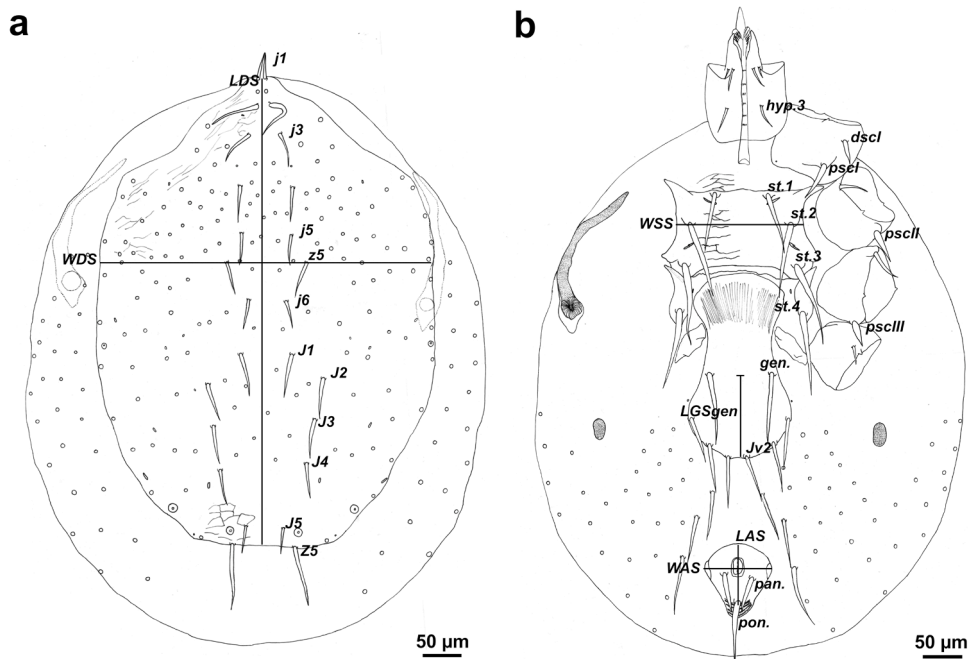 a
j1
LDS
j3
j5
WDS
z5
j6
J1
J2
J3
J4
J5
Z5
50 µm
b
hyp.3
dscI
pscI
st.1
WSS
st.2
pscII
st.3
st.4
pscIII
gen.
LGSgen
Jv2
LAS
WAS
pan.
pon.
50 µm